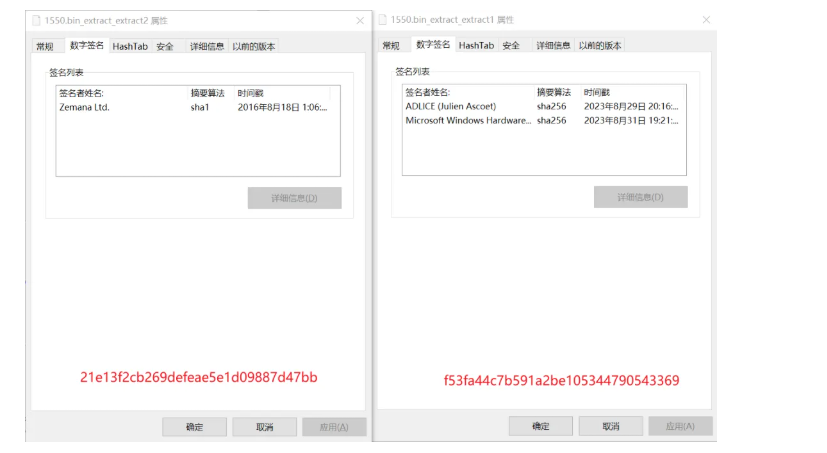 1550.bin_extract_extract2 属性
常规 数字签名 HashTab 安全 详细信息 以前的版本
签名列表
签名者姓名: 摘要算法 时间戳
Zemana Ltd. sha1 2016年8月18日 1:06:...
详细信息(D)
21e13f2cb269defeae5e1d09887d47bb
确定 取消 应用(A)
1550.bin_extract_extract1 属性
常规 数字签名 HashTab 安全 详细信息 以前的版本
签名列表
签名者姓名: 摘要算法 时间戳
ADLICE (Julien Ascoet) sha256 2023年8月29日 20:16:...
Microsoft Windows Hardware... sha256 2023年8月31日 19:21:...
详细信息(D)
f53fa44c7b591a2be105344790543369
确定 取消 应用(A)